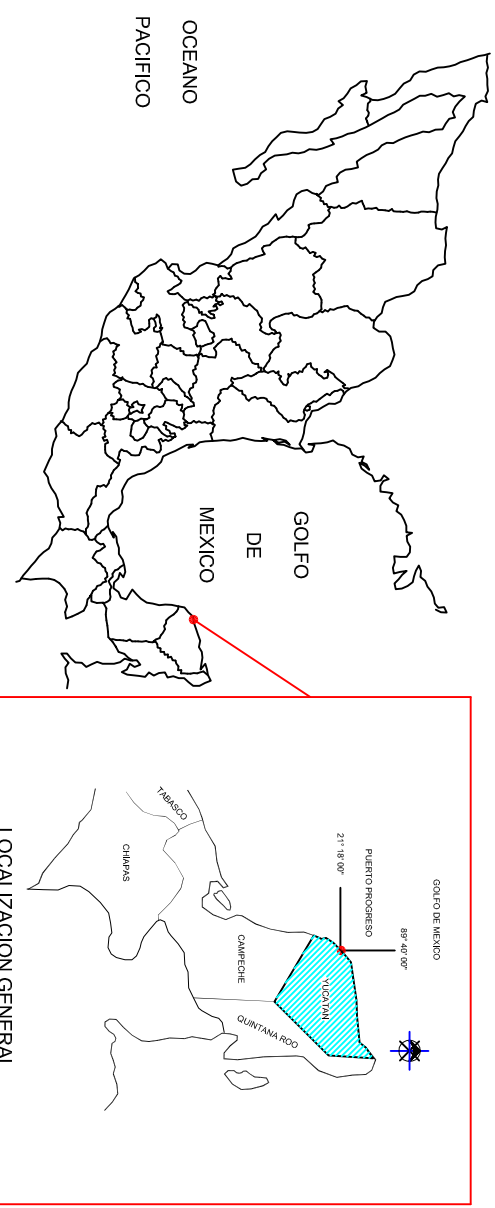 OCEANO
PACIFICO
GOLFO
DE
MEXICO
GOLFO DE MEXICO
89° 40' 00"
PUERTO PROGRESO
21° 18' 00"
YUCATAN
TABASCO
CAMPECHE
QUINTANA ROO
CHIAPAS
LOCALIZACION GENERAL